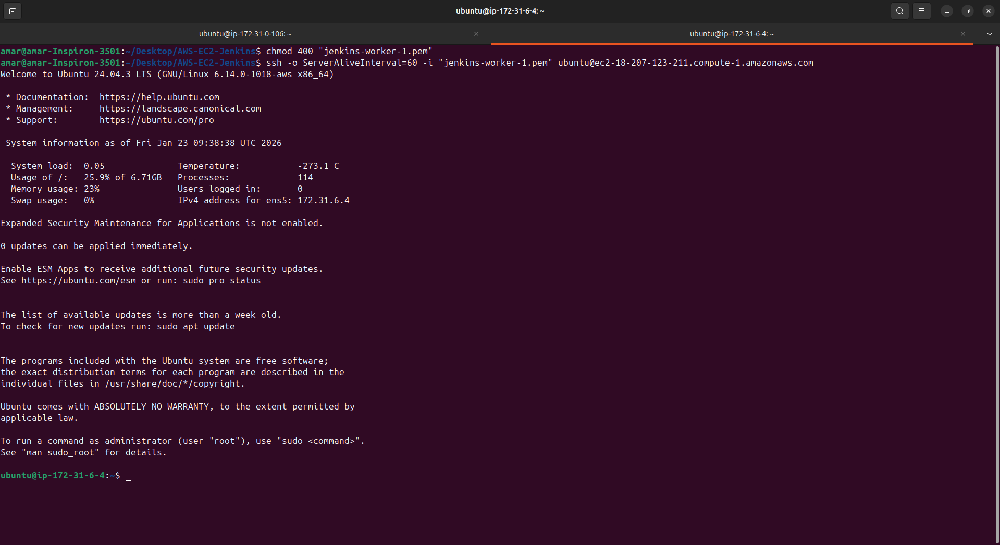 ubuntu@ip-172-31-6-4: ~
ubuntu@ip-172-31-0-106: ~
ubuntu@ip-172-31-6-4: ~
amar@amar-Inspiron-3501:~/Desktop/AWS-EC2-Jenkins$ chmod 400 "jenkins-worker-1.pem"
amar@amar-Inspiron-3501:~/Desktop/AWS-EC2-Jenkins$ ssh -o ServerAliveInterval=60 -i "jenkins-worker-1.pem" ubuntu@ec2-18-207-123-211.compute-1.amazonaws.com
Welcome to Ubuntu 24.04.3 LTS (GNU/Linux 6.14.0-1018-aws x86_64)
* Documentation:  https://help.ubuntu.com
* Management:     https://landscape.canonical.com
* Support:        https://ubuntu.com/pro
System information as of Fri Jan 23 09:38:38 UTC 2026
System load:  0.05              Temperature:           -273.1 C
Usage of /:   25.9% of 6.71GB   Processes:             114
Memory usage: 23%               Users logged in:       0
Swap usage:   0%                IPv4 address for ens5: 172.31.6.4
Expanded Security Maintenance for Applications is not enabled.
0 updates can be applied immediately.
Enable ESM Apps to receive additional future security updates.
See https://ubuntu.com/esm or run: sudo pro status
The list of available updates is more than a week old.
To check for new updates run: sudo apt update
The programs included with the Ubuntu system are free software;
the exact distribution terms for each program are described in the
individual files in /usr/share/doc/*/copyright.
Ubuntu comes with ABSOLUTELY NO WARRANTY, to the extent permitted by
applicable law.
To run a command as administrator (user "root"), use "sudo <command>".
See "man sudo_root" for details.
ubuntu@ip-172-31-6-4:~$ _